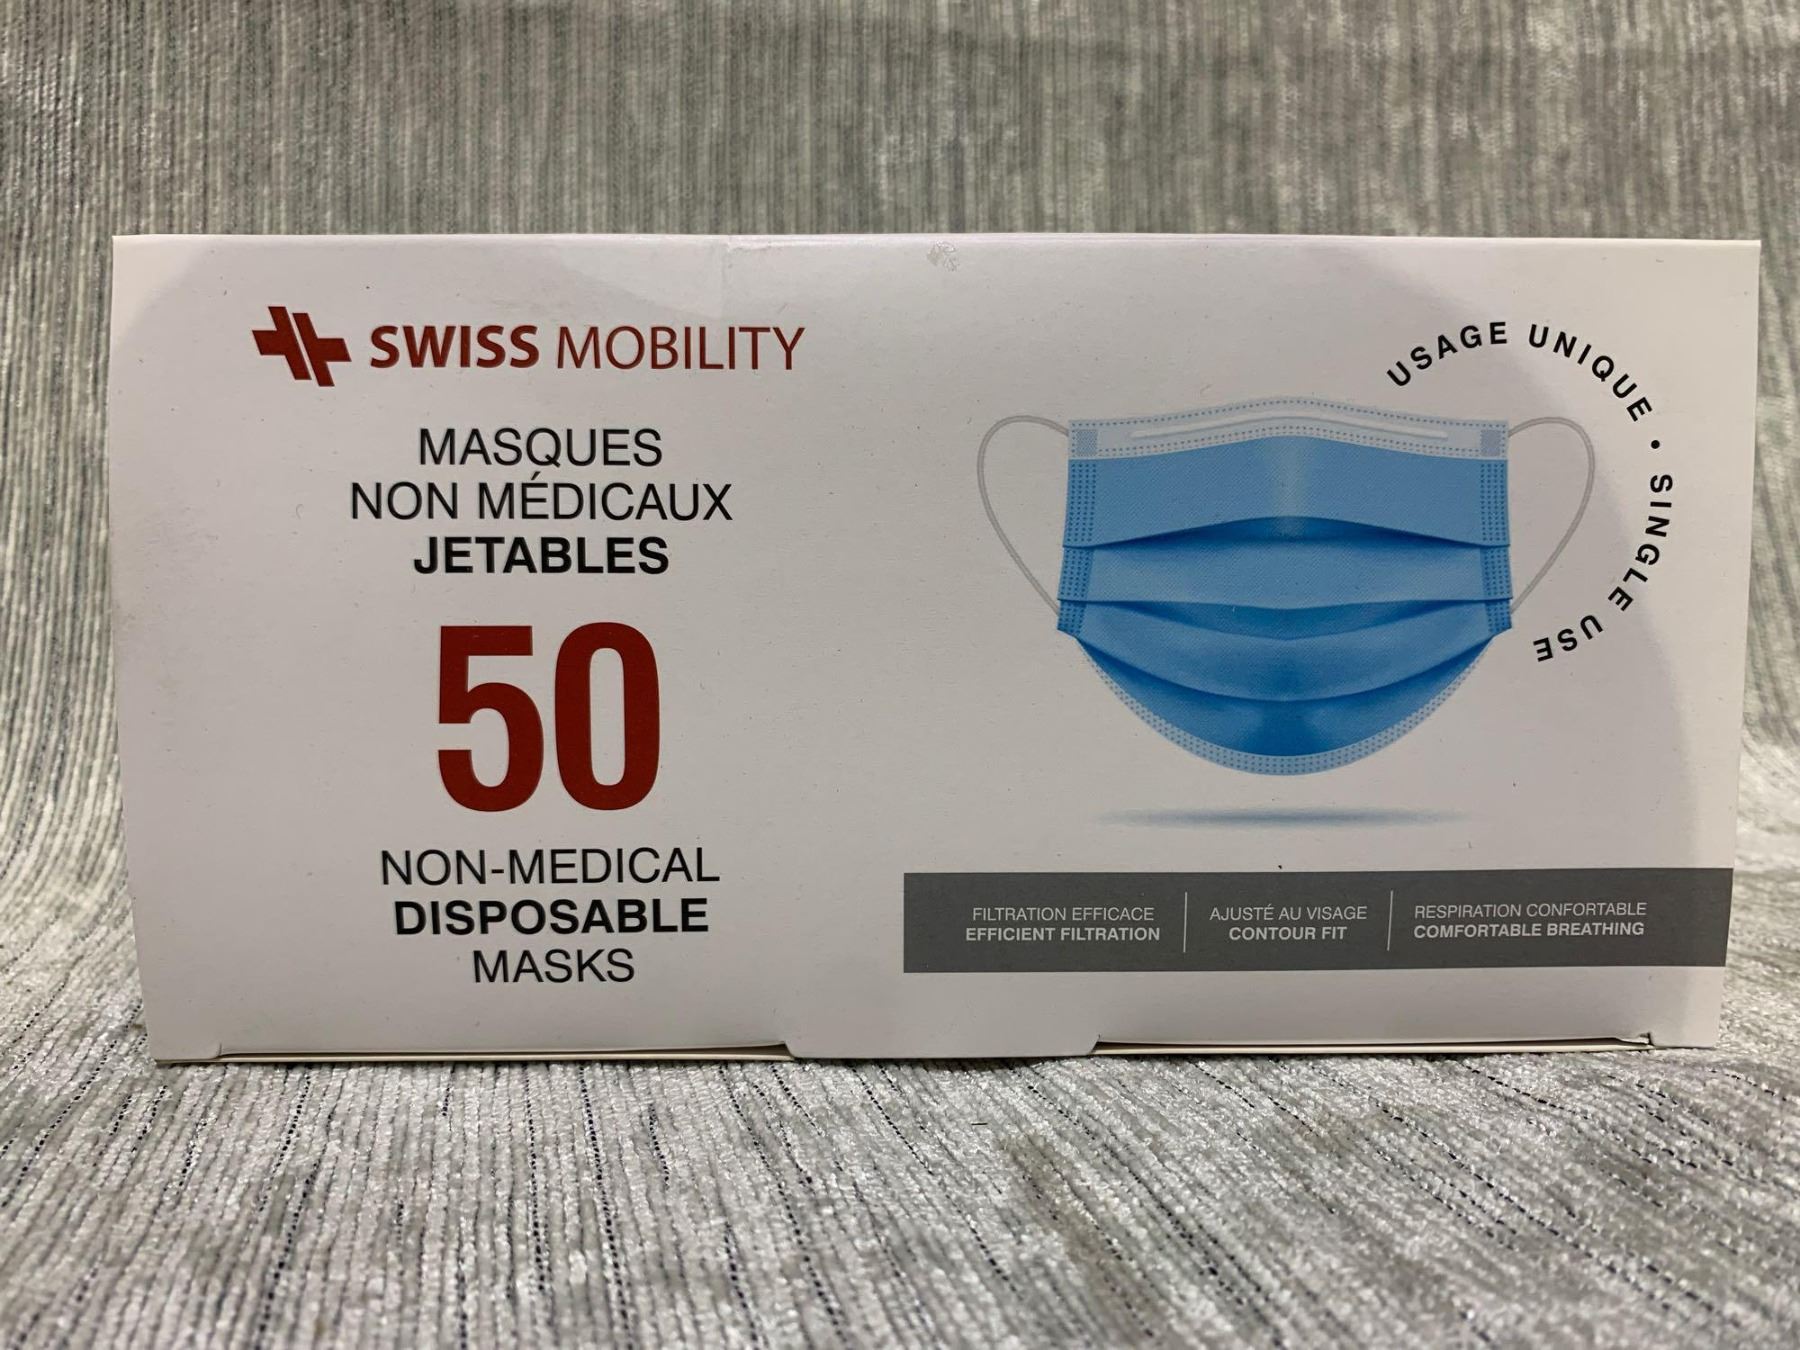 SWISS MOBILITY
MASQUES
NON MÉDICAUX
JETABLES
50
NON-MEDICAL
DISPOSABLE
MASKS
USAGE UNIQUE • SINGLE USE
FILTRATION EFFICACE
EFFICIENT FILTRATION
AJUSTÉ AU VISAGE
CONTOUR FIT
RESPIRATION CONFORTABLE
COMFORTABLE BREATHING